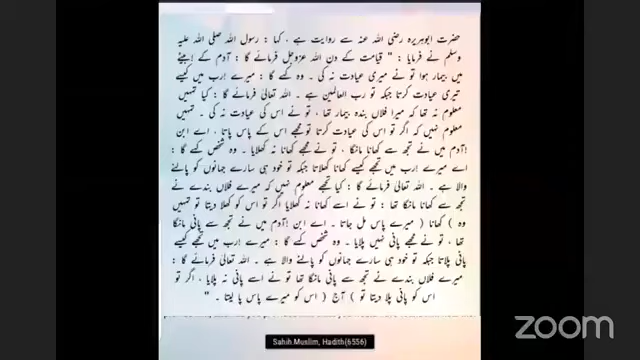 حضرت ابوہریرہ رضی اللہ عنہ سے روایت ہے ، کہا : رسول اللہ صلی اللہ علیہ
وسلم نے فرمایا : " قیامت کے دن اللہ عزوجل فرمائے گا : آدم کے بیٹے
میں بیمار ہوا تو نے میری عیادت نہ کی ۔ وہ کہے گا : میرے رب میں کیسے
تیری عیادت کرتا جبکہ تو رب العالمین ہے ۔ اللہ تعالیٰ فرمائے گا : کیا تمہیں
معلوم نہ تھا کہ میرا فلاں بندہ بیمار تھا ، تو نے اس کی عیادت نہ کی ۔ تمہیں
معلوم نہیں کہ اگر تو اس کی عیادت کرتا تو مجھے اس کے پاس پاتا ، اے ابن
آدم میں نے تجھ سے کھانا مانگا ، تو نے مجھے کھانا نہ کھلایا ۔ وہ شخص کہے گا :
اے میرے رب میں تجھے کیسے کھانا کھلاتا جبکہ تو خود ہی سارے جہانوں کو پالنے
والا ہے ۔ اللہ تعالیٰ فرمائے گا : کیا تجھے معلوم نہیں کہ میرے فلاں بندے نے
تجھ سے کھانا مانگا تھا : تو نے اسے کھانا نہ کھلایا اگر تو اس کو کھلا دیتا تو تمہیں
وہ ( کھانا ) میرے پاس مل جاتا ۔ اے ابن آدم میں نے تجھ سے پانی مانگا
تھا ، تو نے مجھے پانی نہیں پلایا ۔ وہ شخص کہے گا : میرے رب میں تجھے کیسے
پانی پلاتا جبکہ تو خود ہی سارے جہانوں کو پالنے والا ہے ۔ اللہ تعالیٰ فرمائے گا :
میرے فلاں بندے نے تجھ سے پانی مانگا تھا تو نے اسے پانی نہ پلایا ، اگر تو
اس کو پانی پلا دیتا تو ( آج ) اس کو میرے پاس پا لیتا ۔ "
Sahih Muslim, Hadith(6556)
zoom